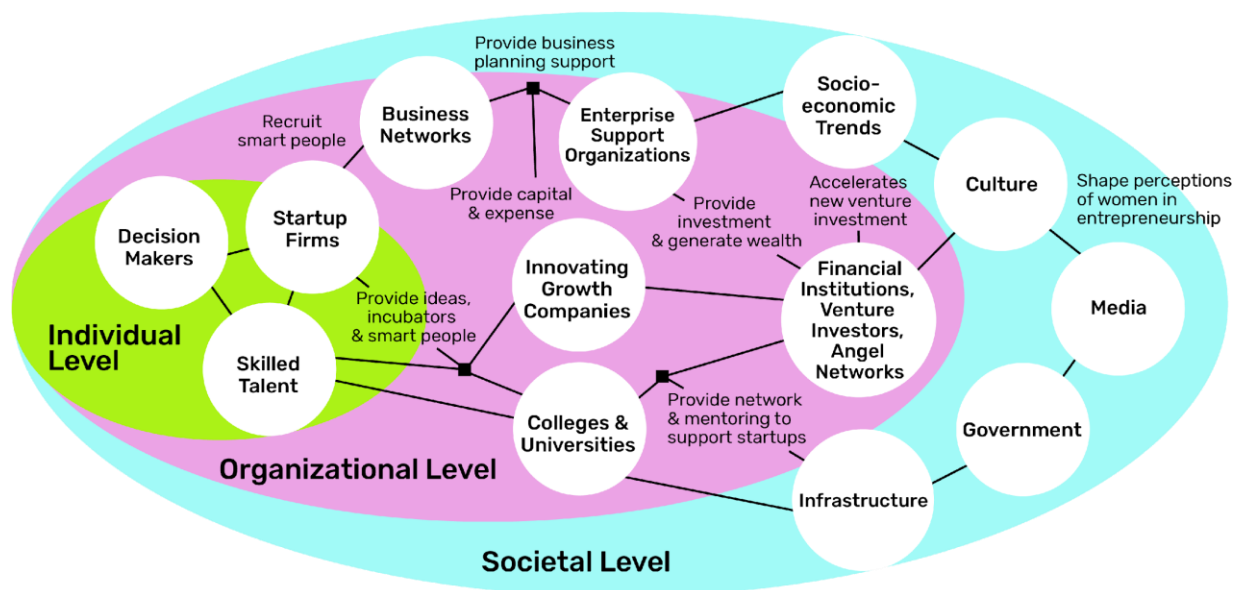 Provide business
planning support
Socio-
economic
Trends
Business
Networks
Enterprise
Support
Organizations
Recruit
smart people
Culture
Shape perceptions
of women in
entrepreneurship
Provide capital
& expense
Accelerates
new venture
investment
Provide
investment
& generate wealth
Decision
Makers
Startup
Firms
Innovating
Growth
Companies
Financial
Institutions,
Venture
Investors,
Angel
Networks
Media
Provide ideas,
incubators
& smart people
Individual
Level
Skilled
Talent
Colleges &
Universities
Provide network
& mentoring to
support startups
Government
Organizational Level
Infrastructure
Societal Level